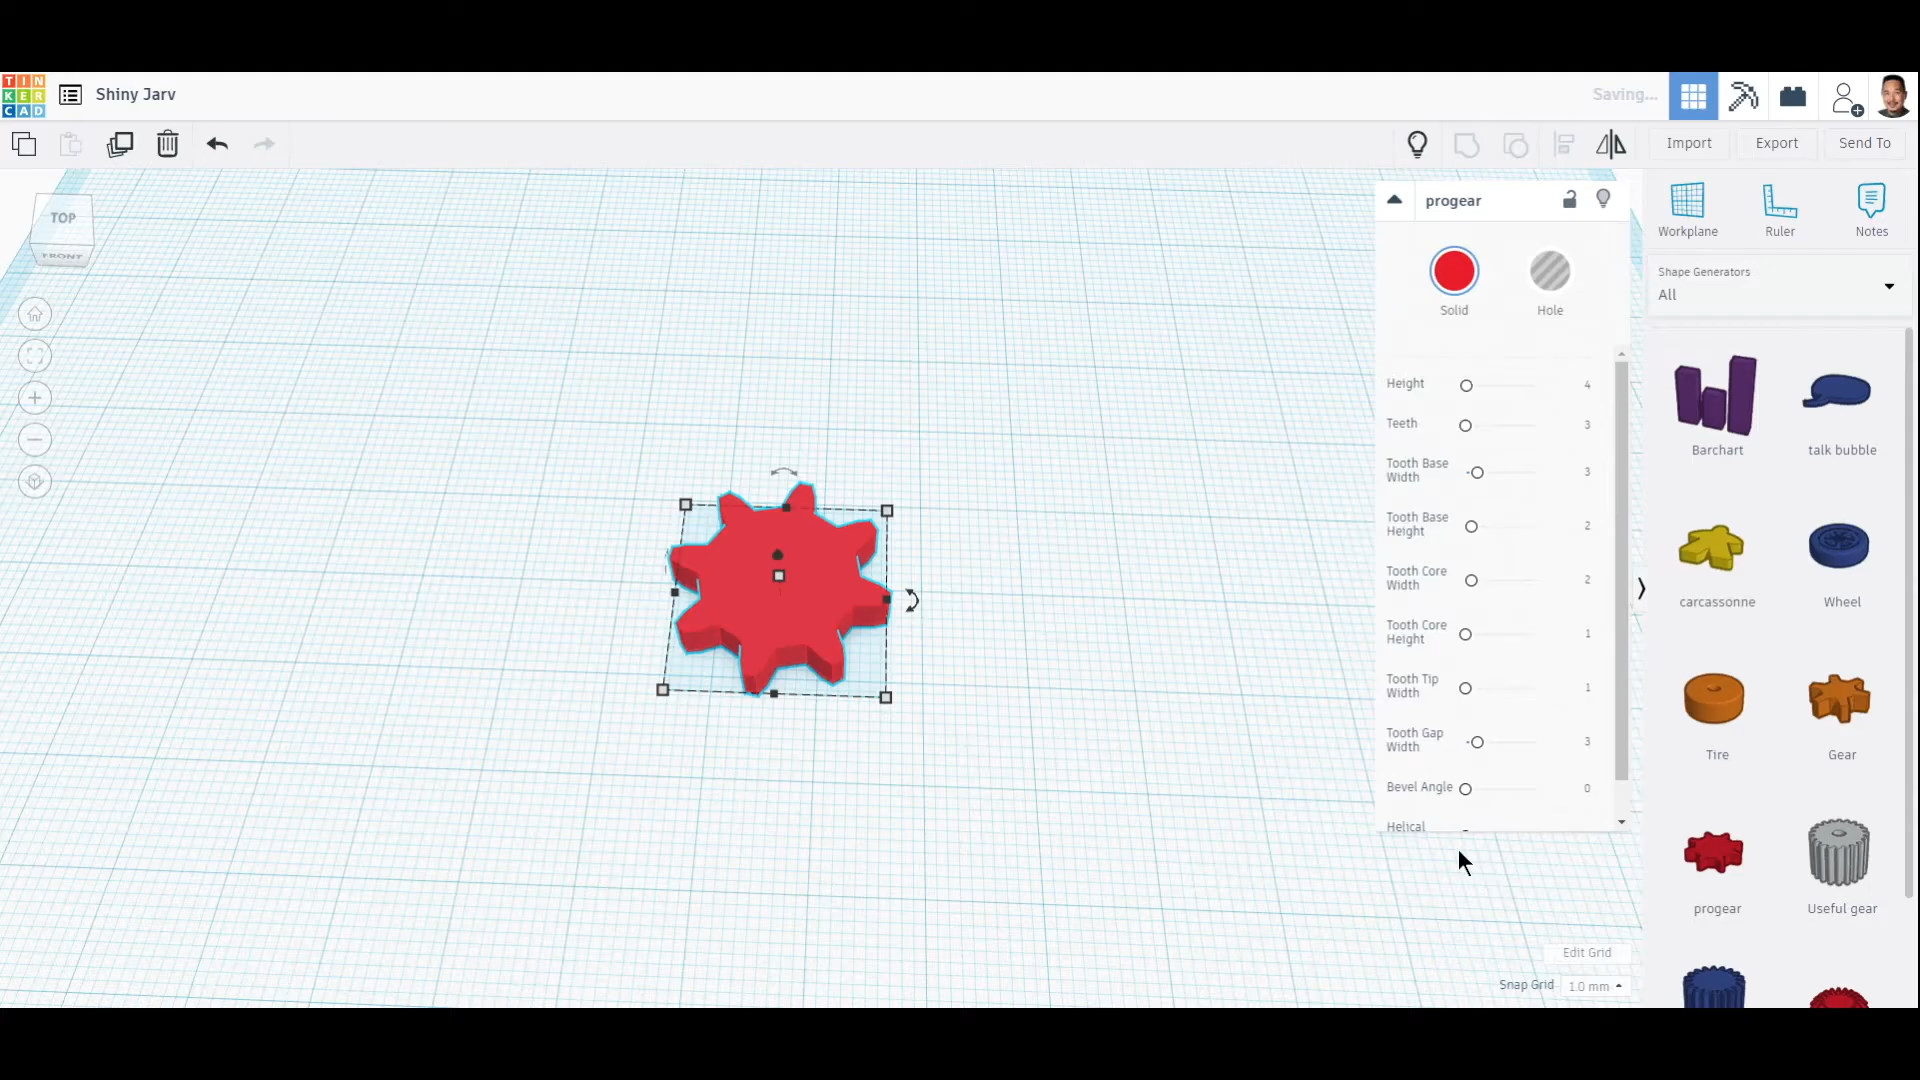 TIN
KER
CAD
Shiny Jarv
Saving...
Import
Export
Send To
TOP
FRONT
progear
Solid
Hole
Height 4
Teeth 3
Tooth Base
Width 3
Tooth Base
Height 2
Tooth Core
Width 2
Tooth Core
Height 1
Tooth Tip
Width 1
Tooth Gap
Width 3
Bevel Angle 0
Helical
Edit Grid
Snap Grid 1.0 mm
Workplane
Ruler
Notes
Shape Generators
All
Barchart
talk bubble
carcassonne
Wheel
Tire
Gear
progear
Useful gear